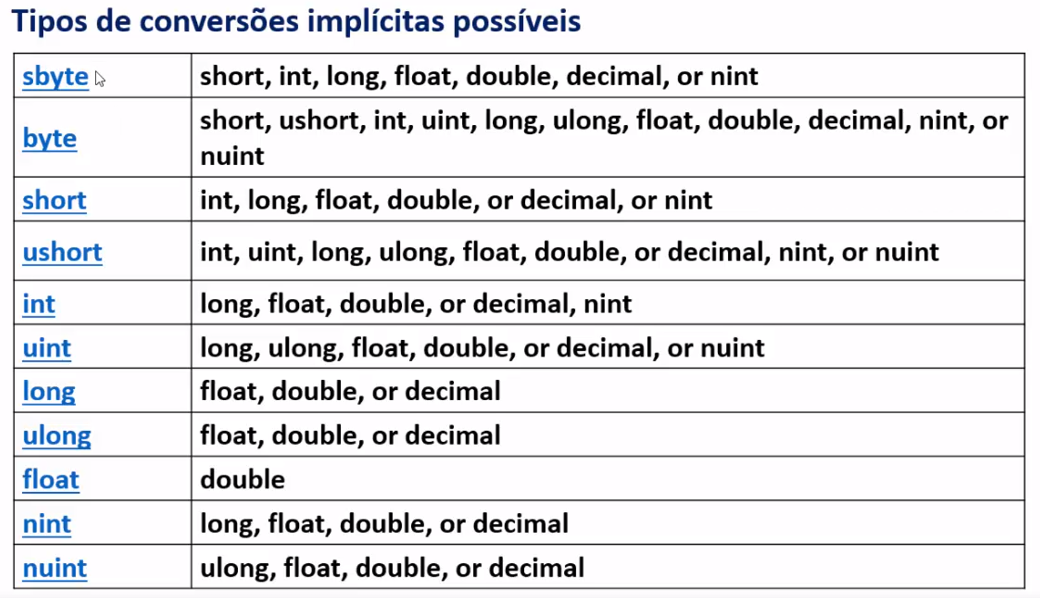 Tipos de conversões implícitas possíveis
sbyte short, int, long, float, double, decimal, or nint
byte short, ushort, int, uint, long, ulong, float, double, decimal, nint, or
nuint
short int, long, float, double, or decimal, or nint
ushort int, uint, long, ulong, float, double, or decimal, nint, or nuint
int long, float, double, or decimal, nint
uint long, ulong, float, double, or decimal, or nuint
long float, double, or decimal
ulong float, double, or decimal
float double
nint long, float, double, or decimal
nuint ulong, float, double, or decimal